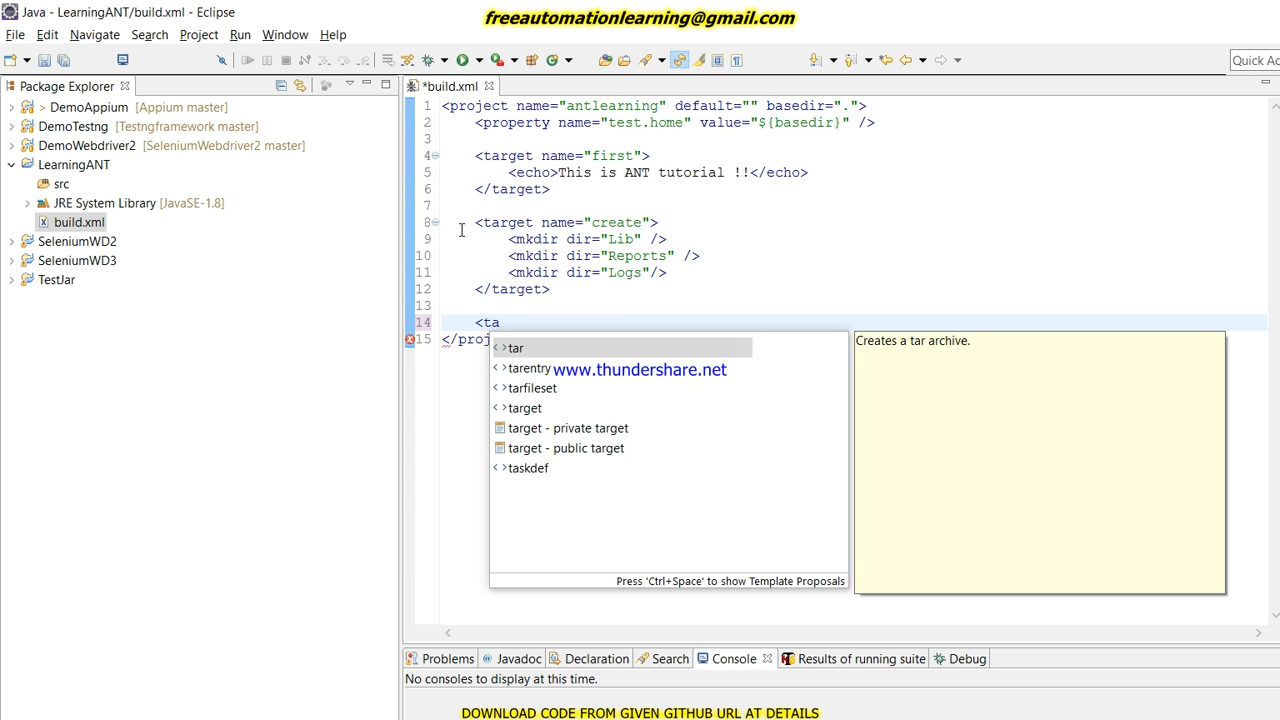 Java - LearningANT/build.xml - Eclipse
freeautomationlearning@gmail.com
File Edit Navigate Search Project Run Window Help
Quick Ac
Package Explorer
*build.xml
> DemoAppium [Appium master]
DemoTestng [Testngframework master]
DemoWebdriver2 [SeleniumWebdriver2 master]
LearningANT
src
JRE System Library [JavaSE-1.8]
build.xml
SeleniumWD2
SeleniumWD3
TestJar
1 <project name="antlearning" default="" basedir=".">
2 <property name="test.home" value="${basedir}" />
3
4 <target name="first">
5 <echo>This is ANT tutorial !!</echo>
6 </target>
7
8 <target name="create">
9 <mkdir dir="Lib" />
10 <mkdir dir="Reports" />
11 <mkdir dir="Logs"/>
12 </target>
13
14 <ta
15 </proj
tar
tarentry
tarfileset
target
target - private target
target - public target
taskdef
www.thundershare.net
Press 'Ctrl+Space' to show Template Proposals
Creates a tar archive.
Problems @ Javadoc Declaration Search Console Results of running suite Debug
No consoles to display at this time.
DOWNLOAD CODE FROM GIVEN GITHUB URL AT DETAILS